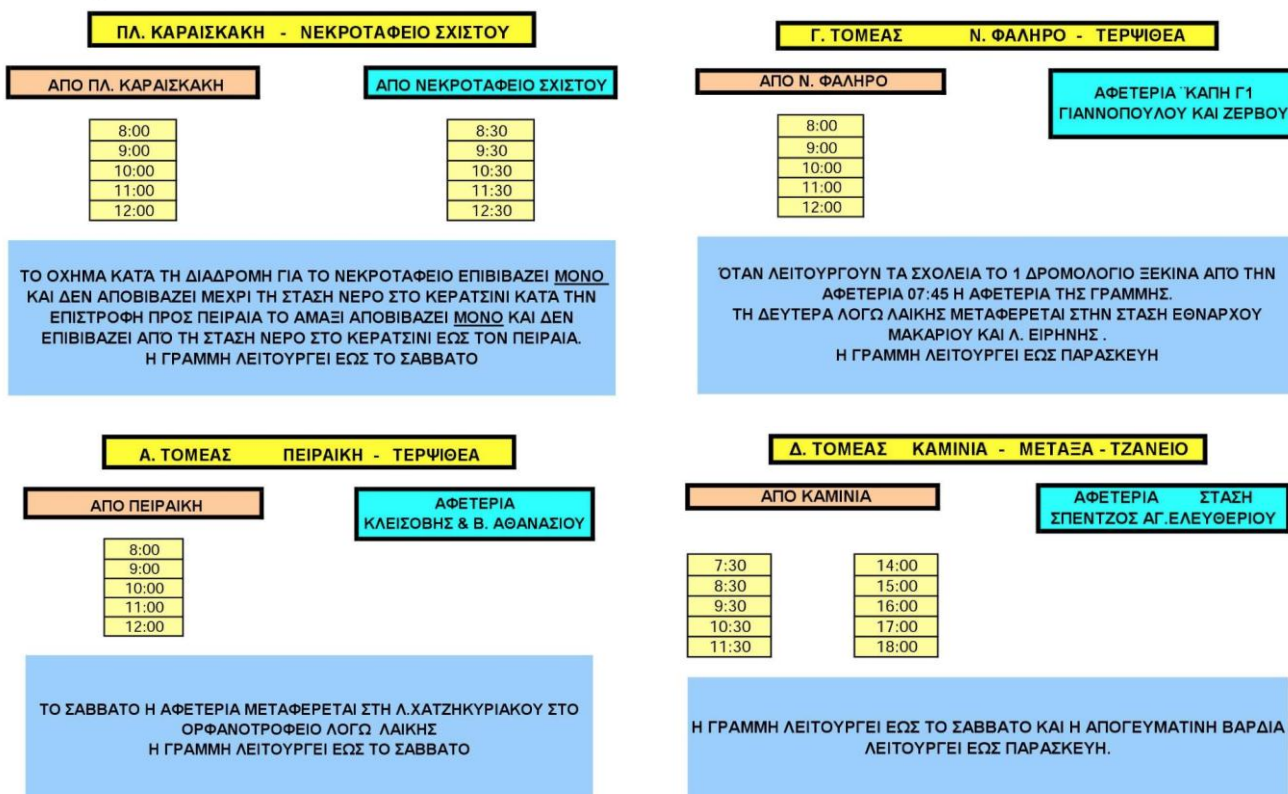 ΠΛ. ΚΑΡΑΙΣΚΑΚΗ - ΝΕΚΡΟΤΑΦΕΙΟ ΣΧΙΣΤΟΥ
ΑΠΟ ΠΛ. ΚΑΡΑΙΣΚΑΚΗ
ΑΠΟ ΝΕΚΡΟΤΑΦΕΙΟ ΣΧΙΣΤΟΥ
8:00 8:30
9:00 9:30
10:00 10:30
11:00 11:30
12:00 12:30
ΤΟ ΟΧΗΜΑ ΚΑΤΆ ΤΗ ΔΙΑΔΡΟΜΗ ΓΙΑ ΤΟ ΝΕΚΡΟΤΑΦΕΙΟ ΕΠΙΒΙΒΑΖΕΙ ΜΟΝΟ
ΚΑΙ ΔΕΝ ΑΠΟΒΙΒΑΖΕΙ ΜΕΧΡΙ ΤΗ ΣΤΑΣΗ ΝΕΡΟ ΣΤΟ ΚΕΡΑΤΣΙΝΙ ΚΑΤΆ ΤΗΝ
ΕΠΙΣΤΡΟΦΗ ΠΡΟΣ ΠΕΙΡΑΙΑ ΤΟ ΑΜΑΞΙ ΑΠΟΒΙΒΑΖΕΙ ΜΟΝΟ ΚΑΙ ΔΕΝ
ΕΠΙΒΙΒΑΖΕΙ ΑΠΌ ΤΗ ΣΤΑΣΗ ΝΕΡΟ ΣΤΟ ΚΕΡΑΤΣΙΝΙ ΕΩΣ ΤΟΝ ΠΕΙΡΑΙΑ.
Η ΓΡΑΜΜΗ ΛΕΙΤΟΥΡΓΕΙ ΕΩΣ ΤΟ ΣΑΒΒΑΤΟ
Γ. ΤΟΜΕΑΣ Ν. ΦΑΛΗΡΟ - ΤΕΡΨΙΘΕΑ
ΑΠΟ Ν. ΦΑΛΗΡΟ
ΑΦΕΤΕΡΙΑ ¨ΚΑΠΗ Γ1
ΓΙΑΝΝΟΠΟΥΛΟΥ ΚΑΙ ΖΕΡΒΟΥ
8:00
9:00
10:00
11:00
12:00
ΌΤΑΝ ΛΕΙΤΟΥΡΓΟΥΝ ΤΑ ΣΧΟΛΕΙΑ ΤΟ 1 ΔΡΟΜΟΛΟΓΙΟ ΞΕΚΙΝΑ ΑΠΌ ΤΗΝ
ΑΦΕΤΕΡΙΑ 07:45 Η ΑΦΕΤΕΡΙΑ ΤΗΣ ΓΡΑΜΜΗΣ.
ΤΗ ΔΕΥΤΕΡΑ ΛΟΓΩ ΛΑΙΚΗΣ ΜΕΤΑΦΕΡΕΤΑΙ ΣΤΗΝ ΣΤΑΣΗ ΕΘΝΑΡΧΟΥ
ΜΑΚΑΡΙΟΥ ΚΑΙ Λ. ΕΙΡΗΝΗΣ .
Η ΓΡΑΜΜΗ ΛΕΙΤΟΥΡΓΕΙ ΕΩΣ ΠΑΡΑΣΚΕΥΗ
Α. ΤΟΜΕΑΣ ΠΕΙΡΑΙΚΗ - ΤΕΡΨΙΘΕΑ
ΑΠΟ ΠΕΙΡΑΙΚΗ
ΑΦΕΤΕΡΙΑ
ΚΛΕΙΣΟΒΗΣ & Β. ΑΘΑΝΑΣΙΟΥ
8:00
9:00
10:00
11:00
12:00
ΤΟ ΣΑΒΒΑΤΟ Η ΑΦΕΤΕΡΙΑ ΜΕΤΑΦΕΡΕΤΑΙ ΣΤΗ Λ.ΧΑΤΖΗΚΥΡΙΑΚΟΥ ΣΤΟ
ΟΡΦΑΝΟΤΡΟΦΕΙΟ ΛΟΓΩ ΛΑΙΚΗΣ
Η ΓΡΑΜΜΗ ΛΕΙΤΟΥΡΓΕΙ ΕΩΣ ΤΟ ΣΑΒΒΑΤΟ
Δ. ΤΟΜΕΑΣ ΚΑΜΙΝΙΑ - ΜΕΤΑΞΑ - ΤΖΑΝΕΙΟ
ΑΠΟ ΚΑΜΙΝΙΑ
ΑΦΕΤΕΡΙΑ ΣΤΑΣΗ
ΣΠΕΝΤΖΟΣ ΑΓ.ΕΛΕΥΘΕΡΙΟΥ
7:30 14:00
8:30 15:00
9:30 16:00
10:30 17:00
11:30 18:00
Η ΓΡΑΜΜΗ ΛΕΙΤΟΥΡΓΕΙ ΕΩΣ ΤΟ ΣΑΒΒΑΤΟ ΚΑΙ Η ΑΠΟΓΕΥΜΑΤΙΝΗ ΒΑΡΔΙΑ
ΛΕΙΤΟΥΡΓΕΙ ΕΩΣ ΠΑΡΑΣΚΕΥΗ.